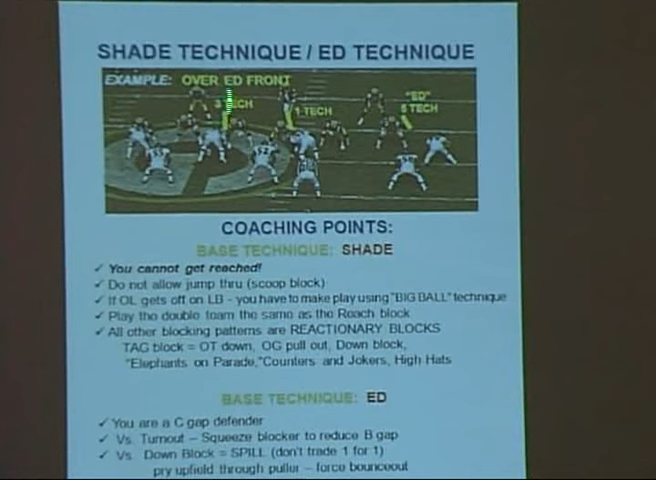 SHADE TECHNIQUE / ED TECHNIQUE
EXAMPLE: OVER ED FRONT
3 TECH
1 TECH
"ED"
5 TECH
COACHING POINTS:
BASE TECHNIQUE: SHADE
✓ You cannot get reached!
✓ Do not allow jump thru (scoop block)
✓ If OL gets off on LB - you have to make play using "BIG BALL" technique
✓ Play the double team the same as the Reach block
✓ All other blocking patterns are REACTIONARY BLOCKS
TAG block = OT down, OG pull out, Down block,
"Elephants on Parade,"Counters and Jokers, High Hats
BASE TECHNIQUE: ED
✓ You are a C gap defender
✓ Vs. Turnout – Squeeze blocker to reduce B gap
✓ Vs. Down Block = SPILL (don't trade 1 for 1)
pry upfield through puller – force bounceout